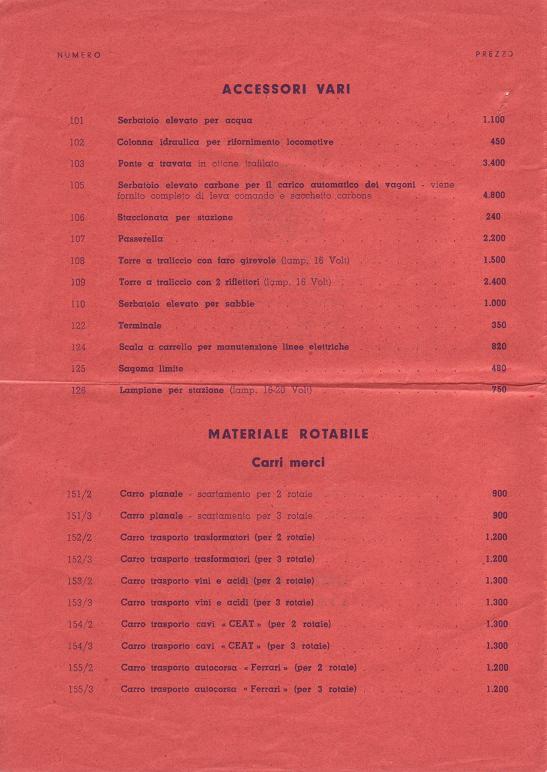 NUMERO PREZZO
ACCESSORI VARI
101 Serbatoio elevato per acqua 1.100
102 Colonna idraulica per rifornimento locomotive 450
103 Ponte a travata in ottone trafilato 3.400
105 Serbatoio elevato carbone per il carico automatico dei vagoni - viene
fornito completo di leva comando e sacchetto carbone 4.800
106 Staccionata per stazione 240
107 Passerella 2.200
108 Torre a traliccio con faro girevole (lamp. 16 Volt) 1.500
109 Torre a traliccio con 2 riflettori (lamp. 16 Volt) 2.400
110 Serbatoio elevato per sabbie 1.000
122 Terminale 350
124 Scala a carrello per manutenzione linee elettriche 820
125 Sagoma limite 480
126 Lampione per stazione (lamp. 16-20 Volt) 750
MATERIALE ROTABILE
Carri merci
151/2 Carro pianale - scartamento per 2 rotaie 900
151/3 Carro pianale - scartamento per 3 rotaie 900
152/2 Carro trasporto trasformatori (per 2 rotaie) 1.200
152/3 Carro trasporto trasformatori (per 3 rotaie) 1.200
153/2 Carro trasporto vini e acidi (per 2 rotaie) 1.300
153/3 Carro trasporto vini e acidi (per 3 rotaie) 1.300
154/2 Carro trasporto cavi « CEAT » (per 2 rotaie) 1.300
154/3 Carro trasporto cavi « CEAT » (per 3 rotaie) 1.300
155/2 Carro trasporto autocorsa « Ferrari » (per 2 rotaie) 1.200
155/3 Carro trasporto autocorsa « Ferrari » (per 3 rotaie) 1.200